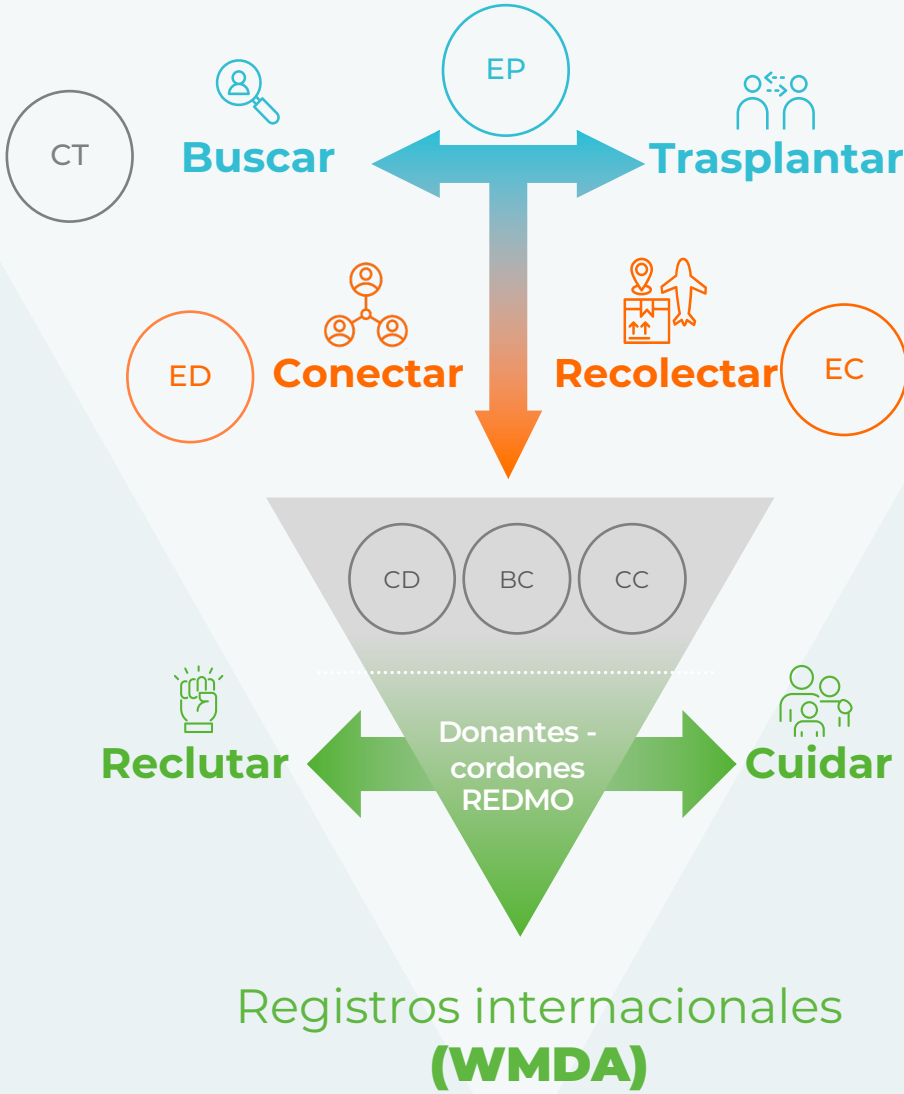 EP
CT
Buscar
Trasplantar
ED
Conectar
Recolectar
EC
CD
BC
CC
Reclutar
Donantes -
cordones
REDMO
Cuidar
Registros internacionales
(WMDA)